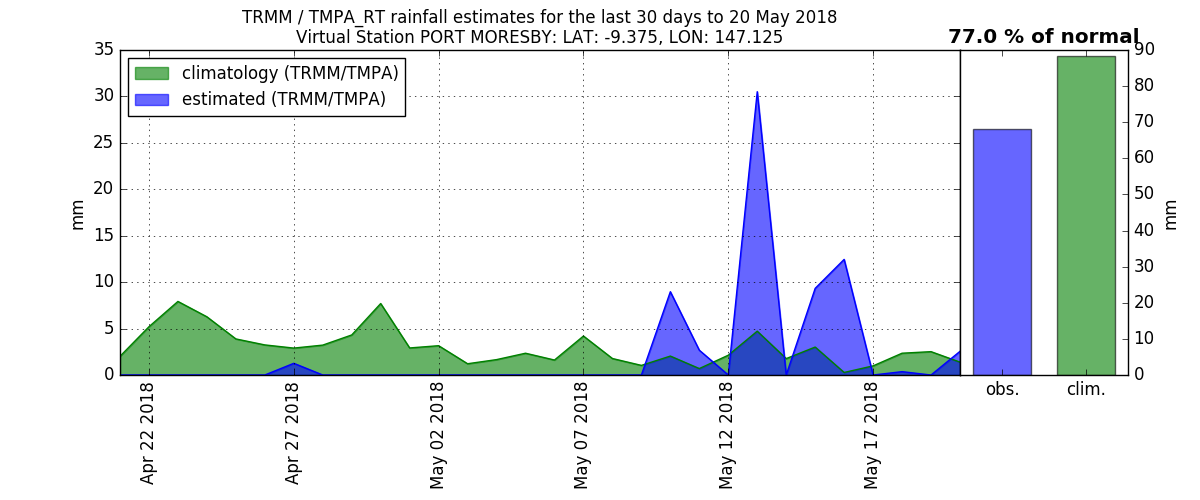 TRMM / TMPA_RT rainfall estimates for the last 30 days to 20 May 2018
Virtual Station PORT MORESBY: LAT: -9.375, LON: 147.125
77.0 % of normal
climatology (TRMM/TMPA)
estimated (TRMM/TMPA)
35
30
25
20
15
10
5
0
mm
Apr 22 2018
Apr 27 2018
May 02 2018
May 07 2018
May 12 2018
May 17 2018
90
80
70
60
50
40
30
20
10
0
mm
obs.
clim.